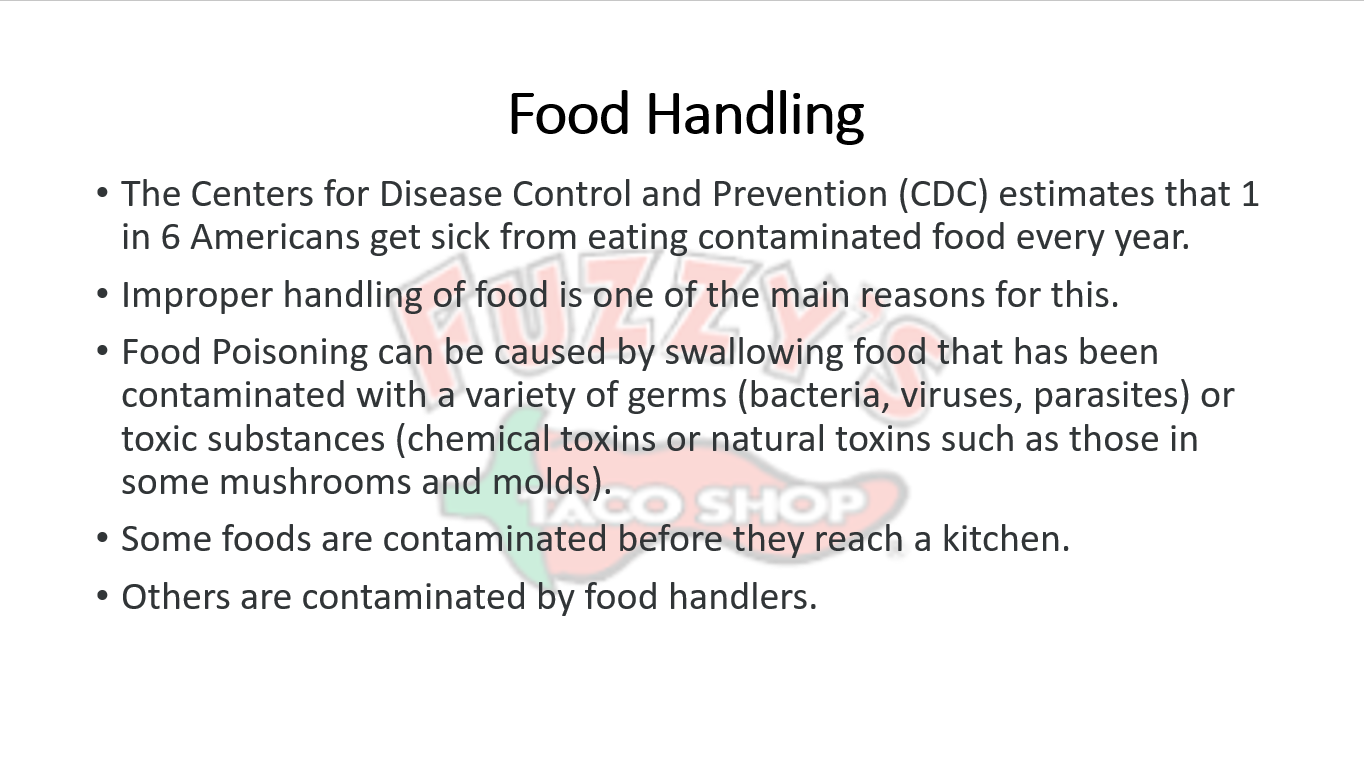 Food Handling
• The Centers for Disease Control and Prevention (CDC) estimates that 1
in 6 Americans get sick from eating contaminated food every year.
• Improper handling of food is one of the main reasons for this.
• Food Poisoning can be caused by swallowing food that has been
contaminated with a variety of germs (bacteria, viruses, parasites) or
toxic substances (chemical toxins or natural toxins such as those in
some mushrooms and molds).
• Some foods are contaminated before they reach a kitchen.
• Others are contaminated by food handlers.
FUZZY'S
TACO SHOP